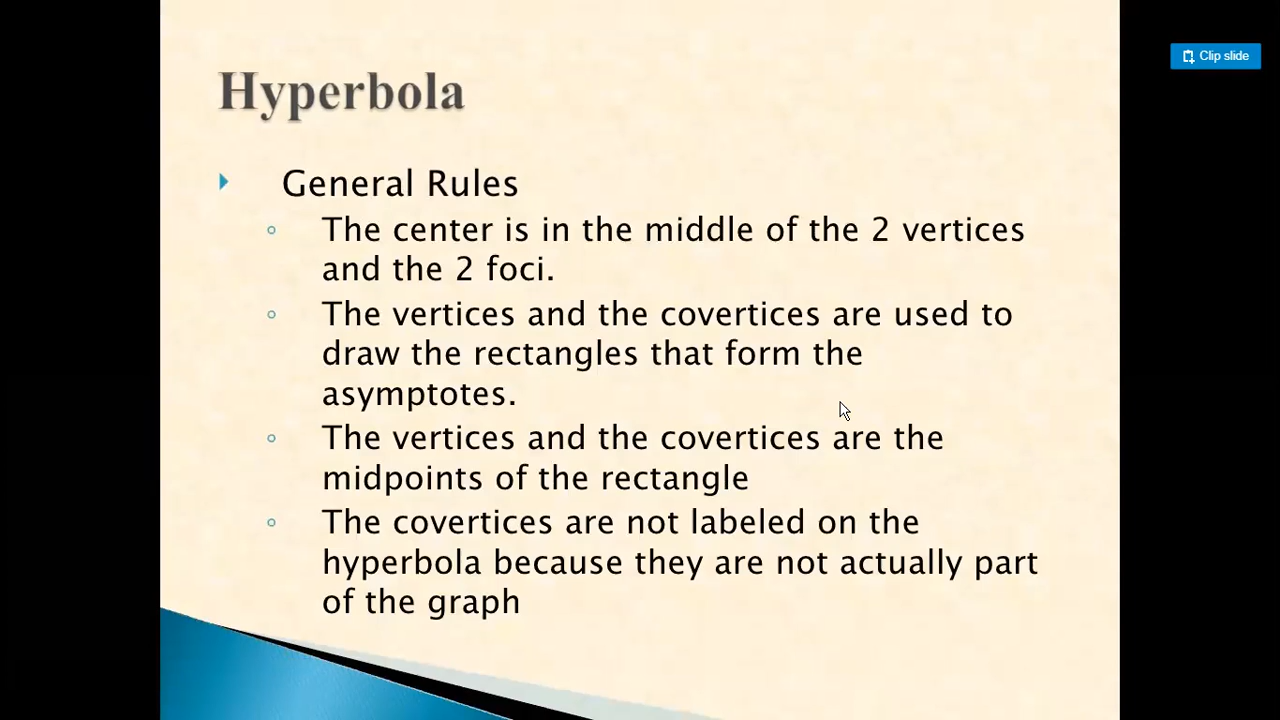 Clip slide
Hyperbola
General Rules
The center is in the middle of the 2 vertices
and the 2 foci.
The vertices and the covertices are used to
draw the rectangles that form the
asymptotes.
The vertices and the covertices are the
midpoints of the rectangle
The covertices are not labeled on the
hyperbola because they are not actually part
of the graph